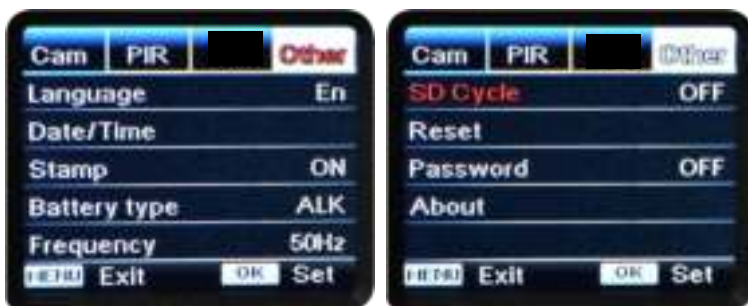 Cam PIR Other
Language En
Date/Time
Stamp ON
Battery type ALK
Frequency 50Hz
MENU Exit OK Set
Cam PIR Other
SD Cycle OFF
Reset
Password OFF
About
MENU Exit OK Set